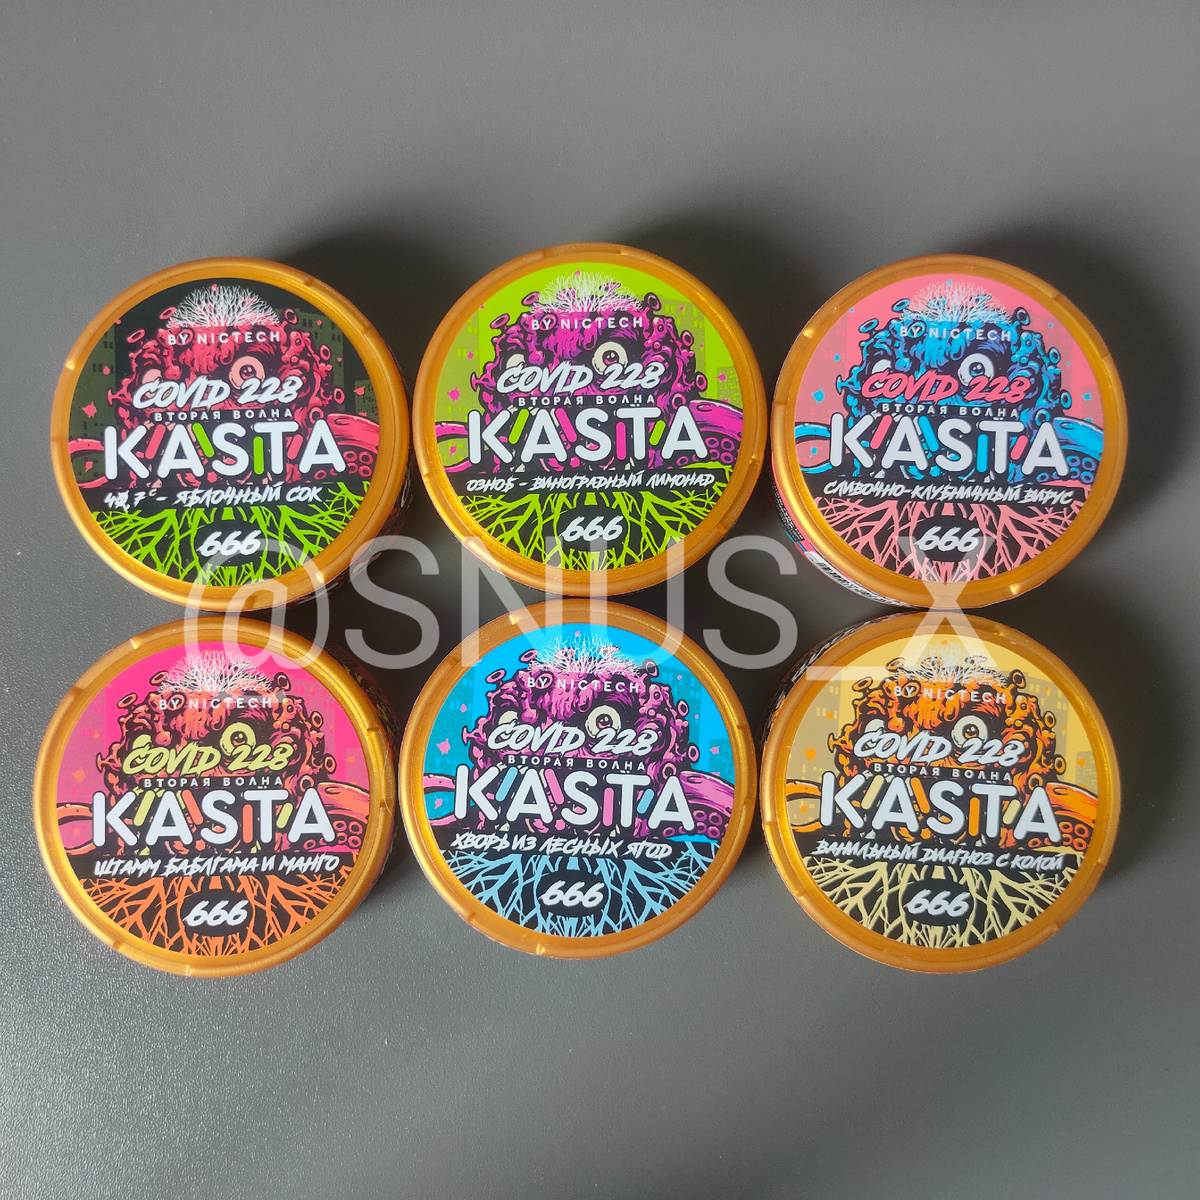 BY NICTECH
COVID 228
ВТОРАЯ ВОЛНА
KASTA
ЯБЛОЧНЫЙ СОК
666
BY NICTECH
COVID 228
ВТОРАЯ ВОЛНА
KASTA
ОЗНОБ - ВИНОГРАДНЫЙ ЛИМОНАД
666
BY NICTECH
COVID 228
ВТОРАЯ ВОЛНА
KASTA
СЛИВОЧНО-КЛУБНИЧНЫЙ ВИРУС
666
@SNUS_X
BY NICTECH
COVID 228
ВТОРАЯ ВОЛНА
KASTA
ШТАММ БАБЛГАМА И МАНГО
666
BY NICTECH
COVID 228
ВТОРАЯ ВОЛНА
KASTA
ХВОРЬ ИЗ ЛЕСНЫХ ЯГОД
666
BY NICTECH
COVID 228
ВТОРАЯ ВОЛНА
KASTA
ВАНИЛЬНЫЙ ДИАГНОЗ С КОЛОЙ
666